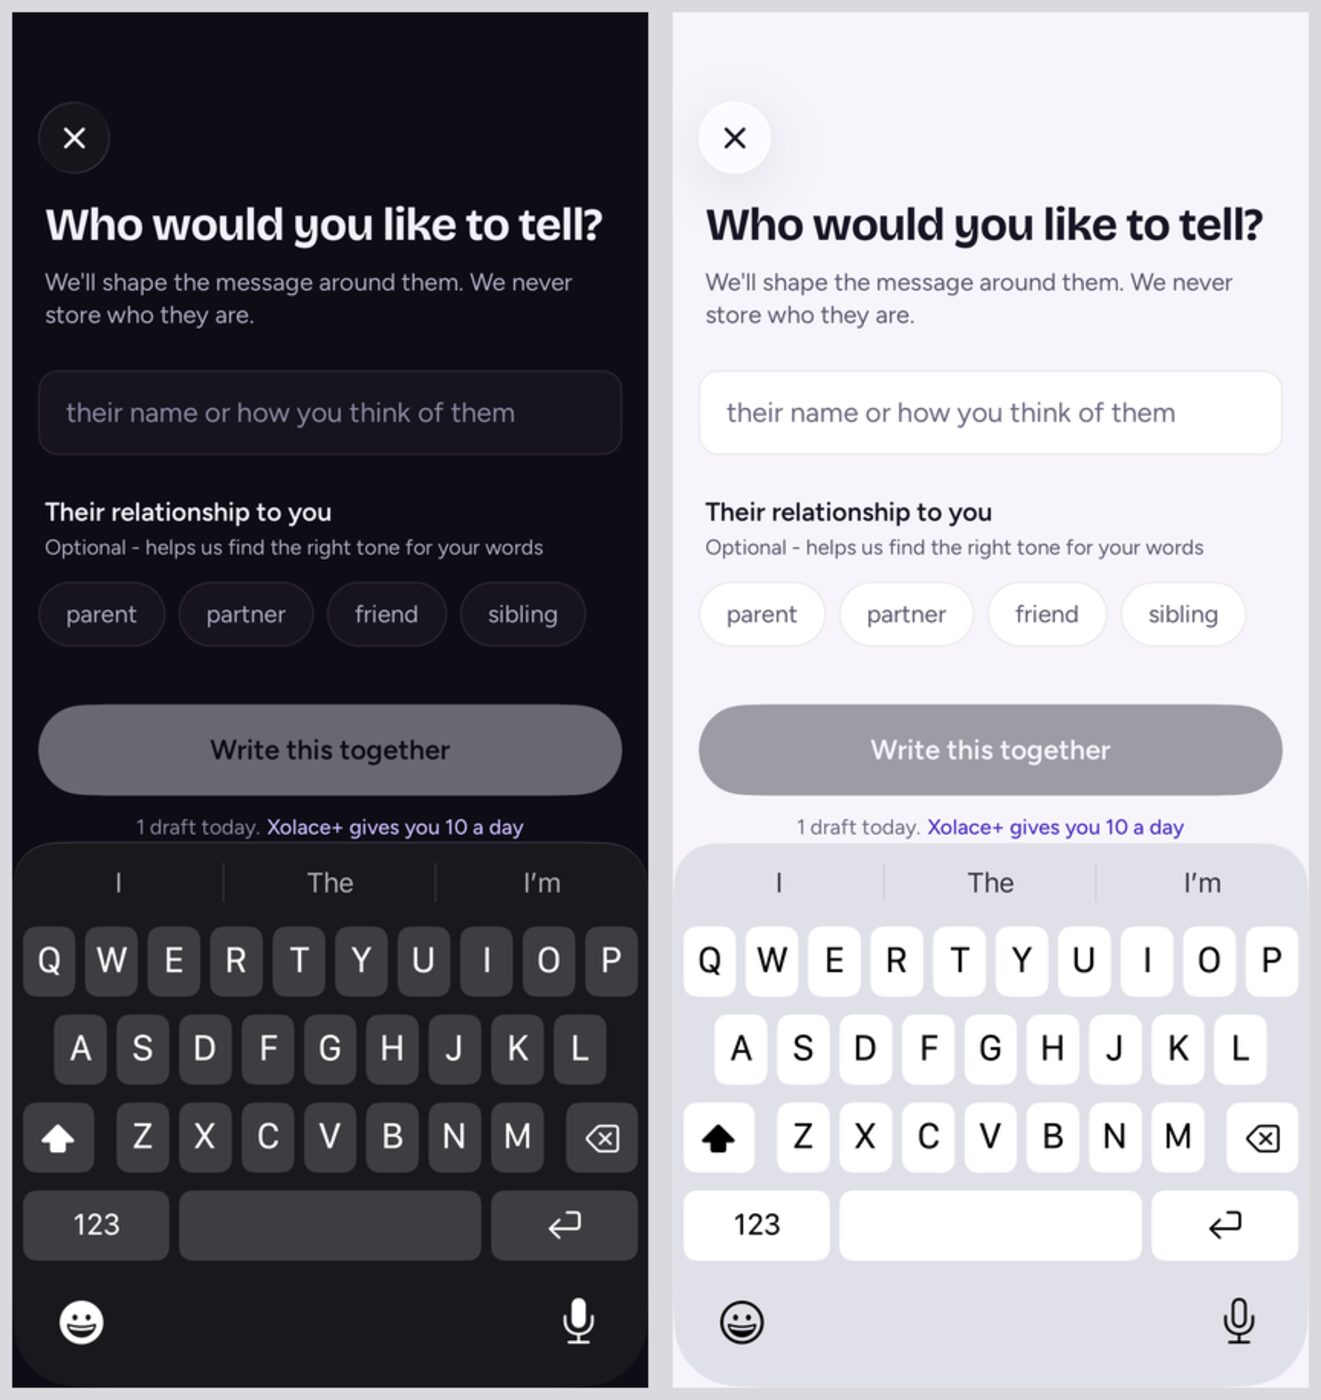 Who would you like to tell?
We'll shape the message around them. We never
store who they are.
their name or how you think of them
Their relationship to you
Optional - helps us find the right tone for your words
parent partner friend sibling
Write this together
1 draft today. Xolace+ gives you 10 a day
I The I'm
Q W E R T Y U I O P
A S D F G H J K L
Z X C V B N M
123
Who would you like to tell?
We'll shape the message around them. We never
store who they are.
their name or how you think of them
Their relationship to you
Optional - helps us find the right tone for your words
parent partner friend sibling
Write this together
1 draft today. Xolace+ gives you 10 a day
I The I'm
Q W E R T Y U I O P
A S D F G H J K L
Z X C V B N M
123